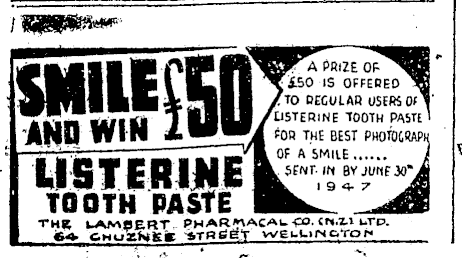 SMILE £50
AND WIN
LISTERINE
TOOTH PASTE
THE LAMBERT PHARMACAL CO. (N.Z) LTD.
64 GHUZNEE STREET WELLINGTON
A PRIZE OF
£50 IS OFFERED
TO REGULAR USERS OF
LISTERINE TOOTH PASTE
FOR THE BEST PHOTOGRAPH
OF A SMILE......
SENT IN BY JUNE 30TH
1947